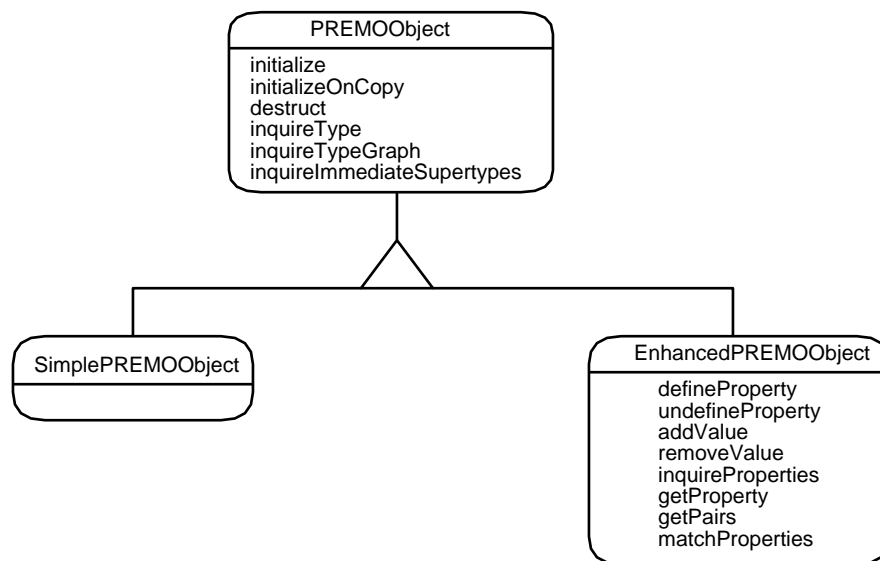 PREMOObject
initialize
initializeOnCopy
destruct
inquireType
inquireTypeGraph
inquireImmediateSupertypes
SimplePREMOObject
EnhancedPREMOObject
defineProperty
undefineProperty
addValue
removeValue
inquireProperties
getProperty
getPairs
matchProperties